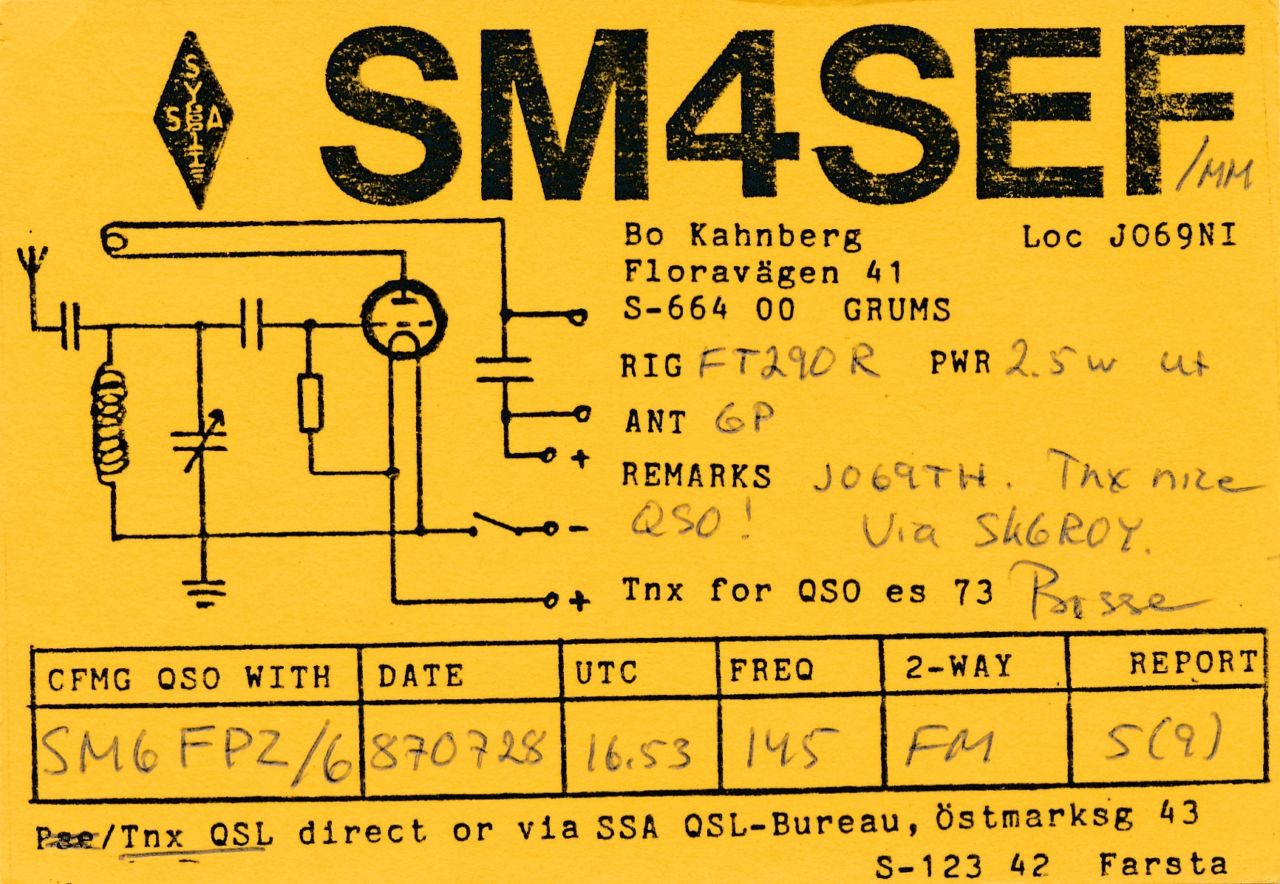 SM4SEF/MM
SSA
Bo Kahnberg Loc JO69NI
Floravägen 41
S-664 00 GRUMS
RIG FT290R PWR 2.5w ut
ANT GP
REMARKS JO69TH. Tnx nice
QSO! Via SK6ROY.
Tnx for QSO es 73 Bosse
+
-
+
CFMG QSO WITH DATE UTC FREQ 2-WAY REPORT
SM6FPZ/6 870728 16.53 145 FM 5(9)
Pse/Tnx QSL direct or via SSA QSL-Bureau, Östmarksg 43
S-123 42 Farsta